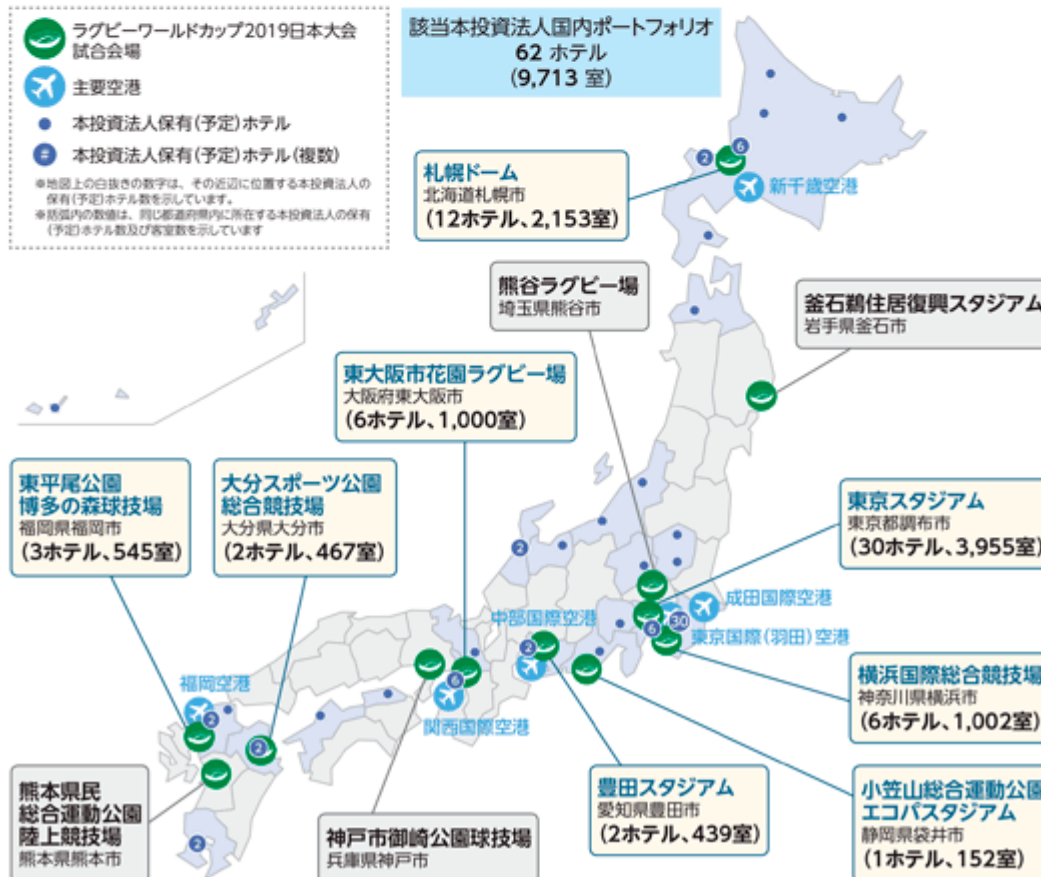 ラグビーワールドカップ2019日本大会
試合会場
主要空港
本投資法人保有(予定)ホテル
# 本投資法人保有(予定)ホテル(複数)
※地図上の白抜きの数字は、その近辺に位置する本投資法人の
保有(予定)ホテル数を示しています。
※括弧内の数値は、同じ都道府県内に所在する本投資法人の保有
(予定)ホテル数及び客室数を示しています
該当本投資法人国内ポートフォリオ
62 ホテル
(9,713 室)
2
6
新千歳空港
札幌ドーム
北海道札幌市
(12ホテル、2,153室)
熊谷ラグビー場
埼玉県熊谷市
釜石鵜住居復興スタジアム
岩手県釜石市
東大阪市花園ラグビー場
大阪府東大阪市
(6ホテル、1,000室)
東平尾公園
博多の森球技場
福岡県福岡市
(3ホテル、545室)
大分スポーツ公園
総合競技場
大分県大分市
(2ホテル、467室)
東京スタジアム
東京都調布市
(30ホテル、3,955室)
2
成田国際空港
中部国際空港
2
6
30
東京国際(羽田)空港
横浜国際総合競技場
神奈川県横浜市
(6ホテル、1,002室)
福岡空港
2
6
関西国際空港
2
2
熊本県民
総合運動公園
陸上競技場
熊本県熊本市
神戸市御崎公園球技場
兵庫県神戸市
豊田スタジアム
愛知県豊田市
(2ホテル、439室)
小笠山総合運動公園
エコパスタジアム
静岡県袋井市
(1ホテル、152室)